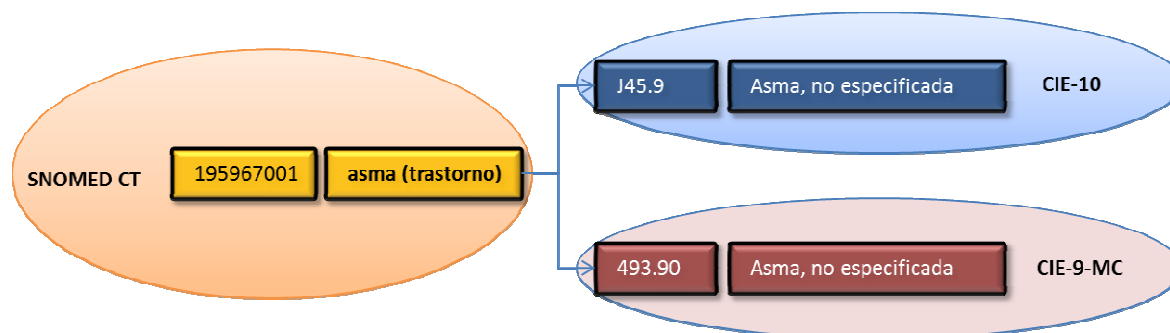 SNOMED CT
195967001
asma (trastorno)
J45.9
Asma, no especificada
CIE-10
493.90
Asma, no especificada
CIE-9-MC